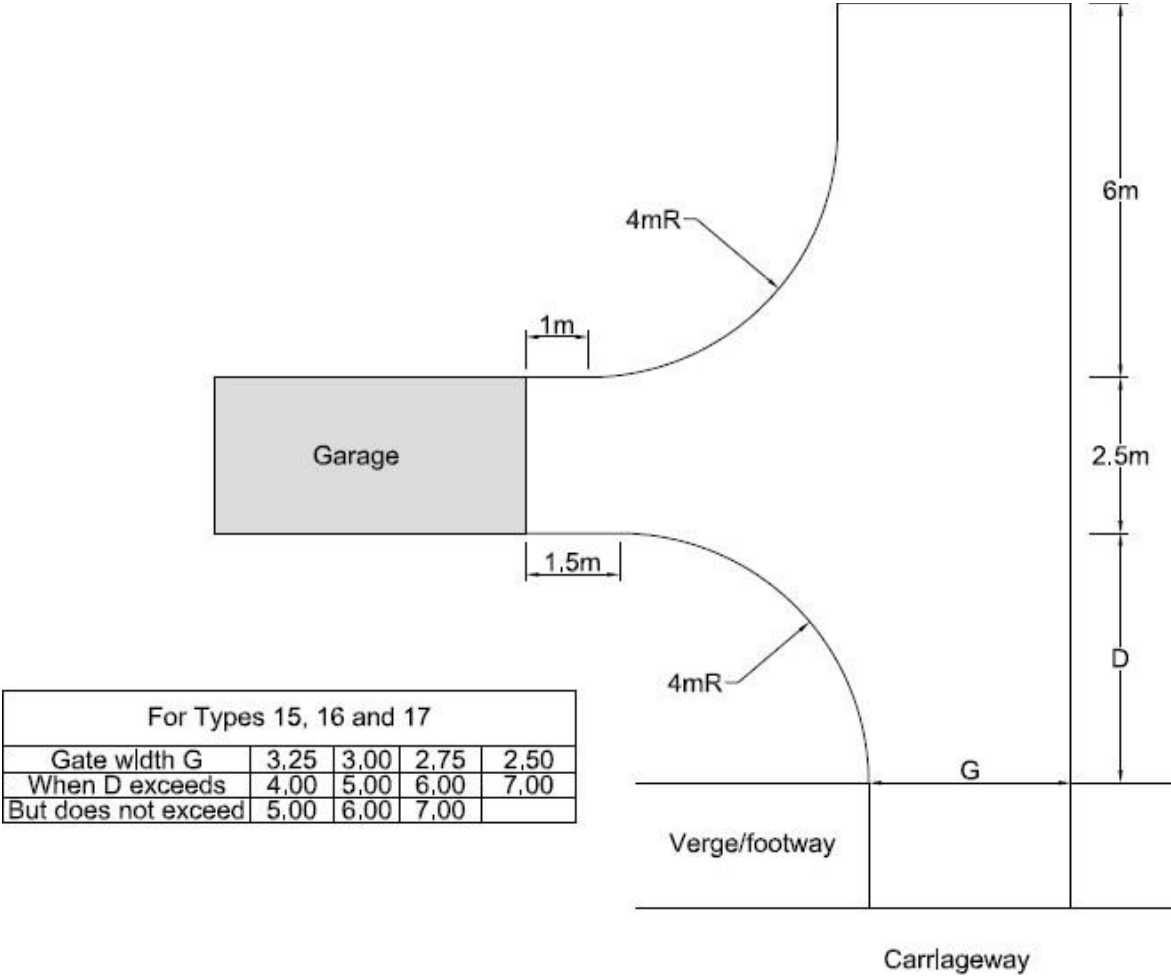 6m
4mR
1m
Garage
2.5m
1.5m
D
4mR
For Types 15, 16 and 17
Gate width G 3.25 3.00 2.75 2.50
When D exceeds 4.00 5.00 6.00 7.00
But does not exceed 5.00 6.00 7.00
G
Verge/footway
Carriageway